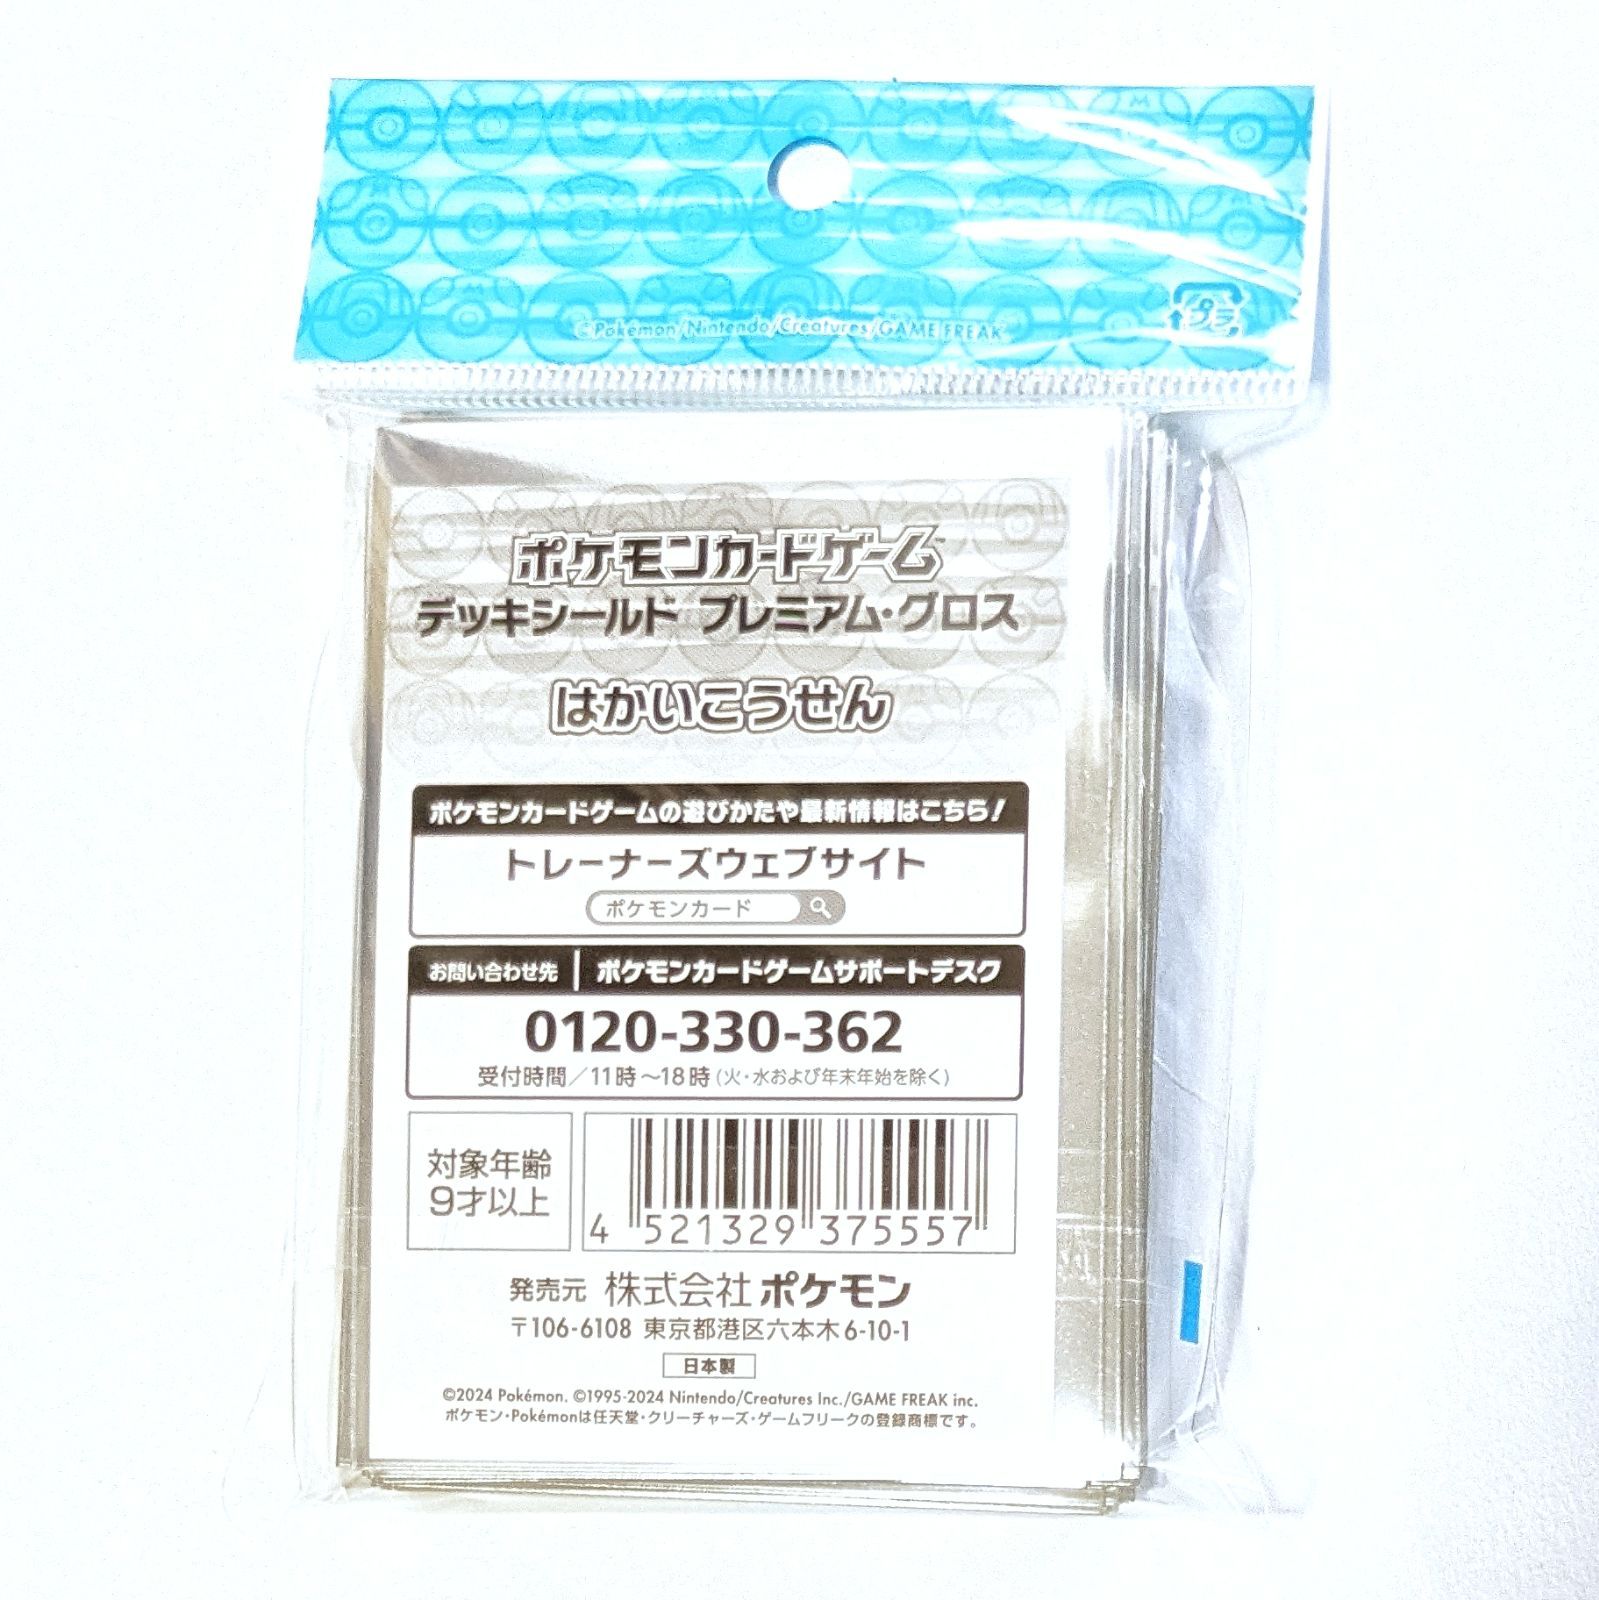 ©Pokémon/Nintendo/Creatures/GAME FREAK
プラ
ポケモンカードゲーム
デッキシールド プレミアム・グロス
はかいこうせん
ポケモンカードゲームの遊びかたや最新情報はこちら!
トレーナーズウェブサイト
ポケモンカード
お問い合わせ先 ポケモンカードゲームサポートデスク
0120-330-362
受付時間/11時~18時(火・水および年末年始を除く)
対象年齢
9才以上
4 521329 375557
発売元 株式会社ポケモン
〒106-6108 東京都港区六本木6-10-1
日本製
©2024 Pokémon. ©1995-2024 Nintendo/Creatures Inc./GAME FREAK inc.
ポケモン・Pokémonは任天堂・クリーチャーズ・ゲームフリークの登録商標です。